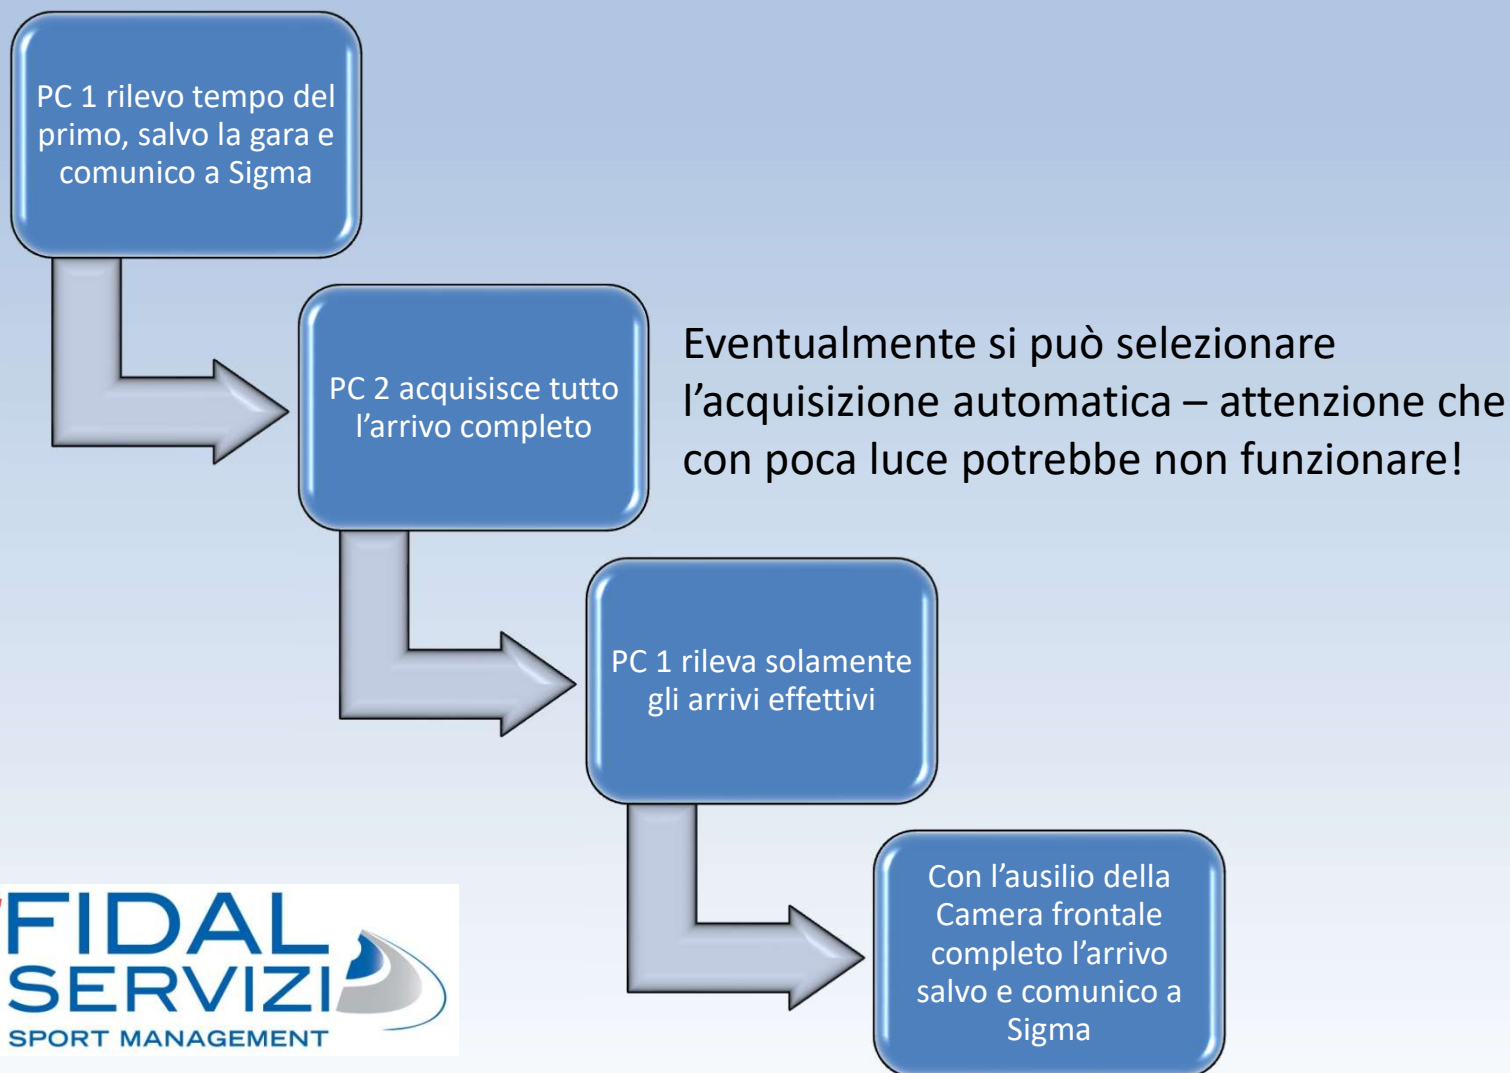 PC 1 rilevo tempo del
primo, salvo la gara e
comunico a Sigma
PC 2 acquisisce tutto
l’arrivo completo
Eventualmente si può selezionare
l’acquisizione automatica – attenzione che
con poca luce potrebbe non funzionare!
PC 1 rileva solamente
gli arrivi effettivi
Con l’ausilio della
Camera frontale
completo l’arrivo
salvo e comunico a
Sigma
FIDAL
SERVIZI
SPORT MANAGEMENT